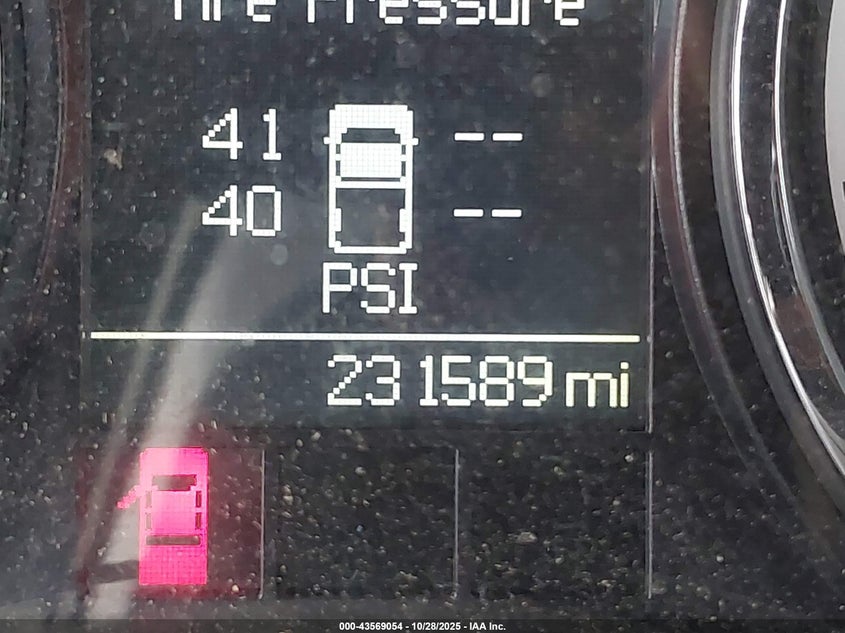 Tire Pressure
41 --
40 --
PSI
231589 mi
000-43569054 - 10/28/2025 - IAA Inc.